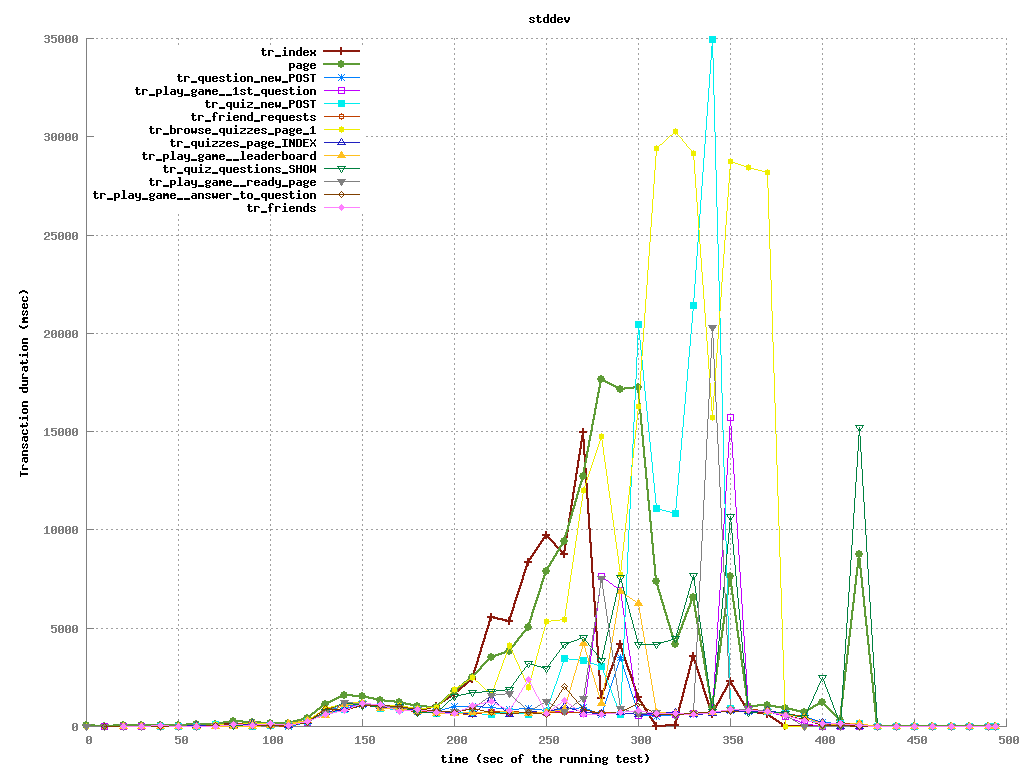 stddev
35000
30000
25000
20000
15000
10000
5000
0
Transaction duration (msec)
tr_index
page
tr_question_new_POST
tr_play_game__1st_question
tr_quiz_new_POST
tr_friend_requests
tr_browse_quizzes_page_1
tr_quizzes_page_INDEX
tr_play_game__leaderboard
tr_quiz_questions_SHOW
tr_play_game__ready_page
tr_play_game__answer_to_question
tr_friends
0 50 100 150 200 250 300 350 400 450 500
time (sec of the running test)